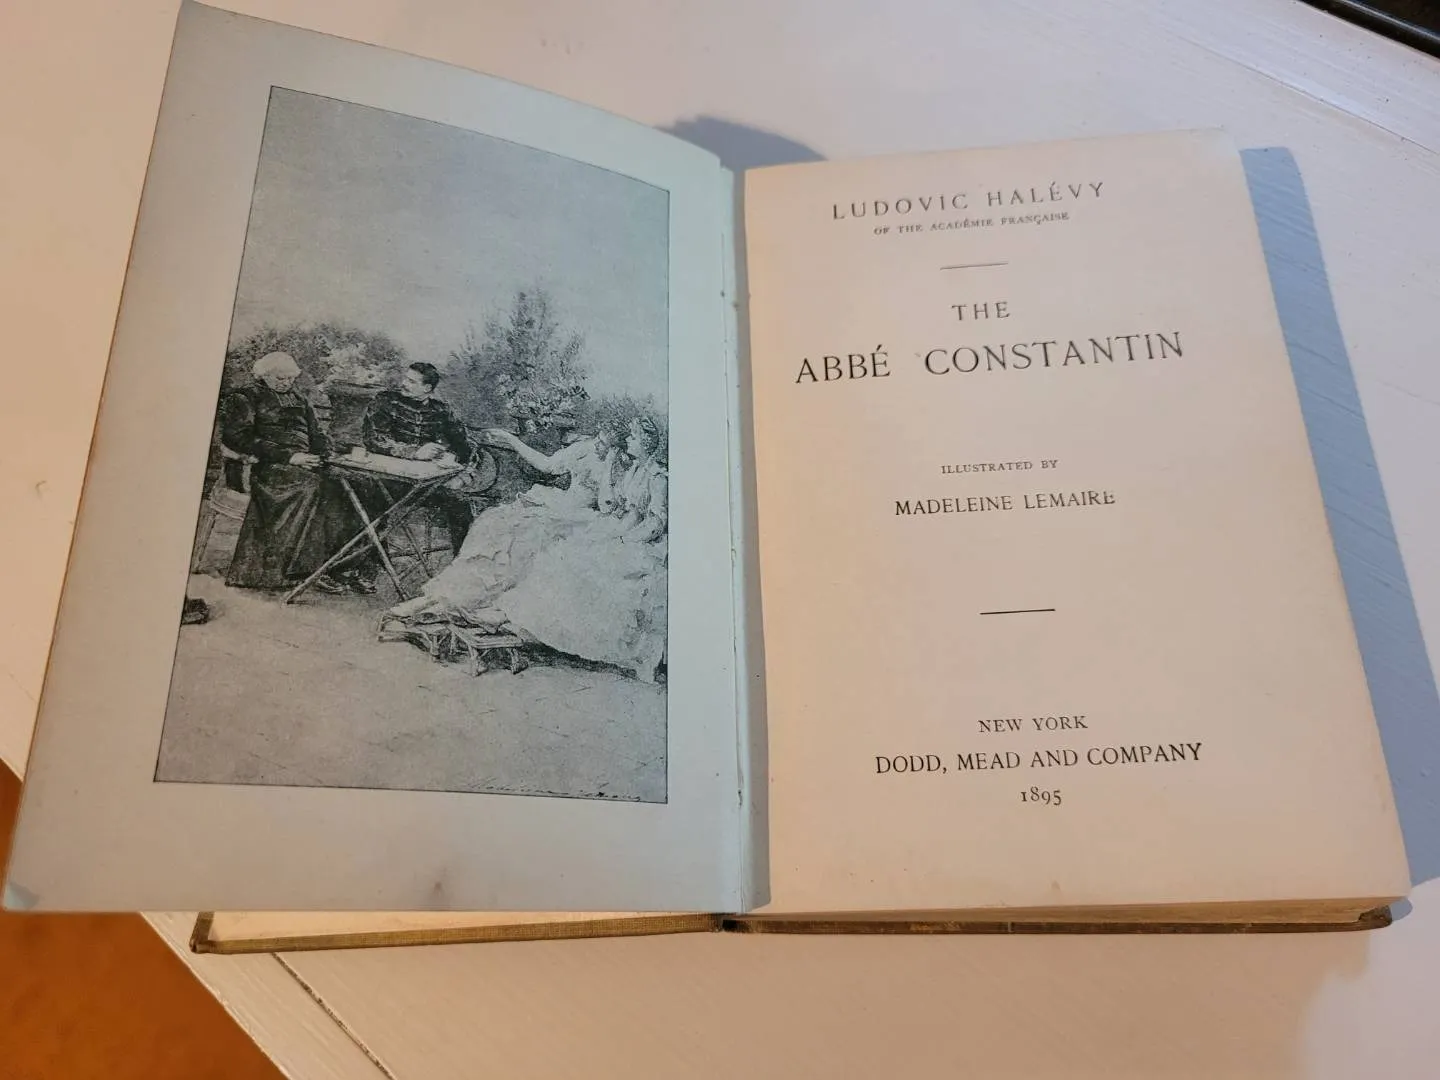 LUDOVIC HALÉVY
OF THE ACADÉMIE FRANÇAISE
THE
ABBÉ CONSTANTIN
ILLUSTRATED BY
MADELEINE LEMAIRE
NEW YORK
DODD, MEAD AND COMPANY
1895